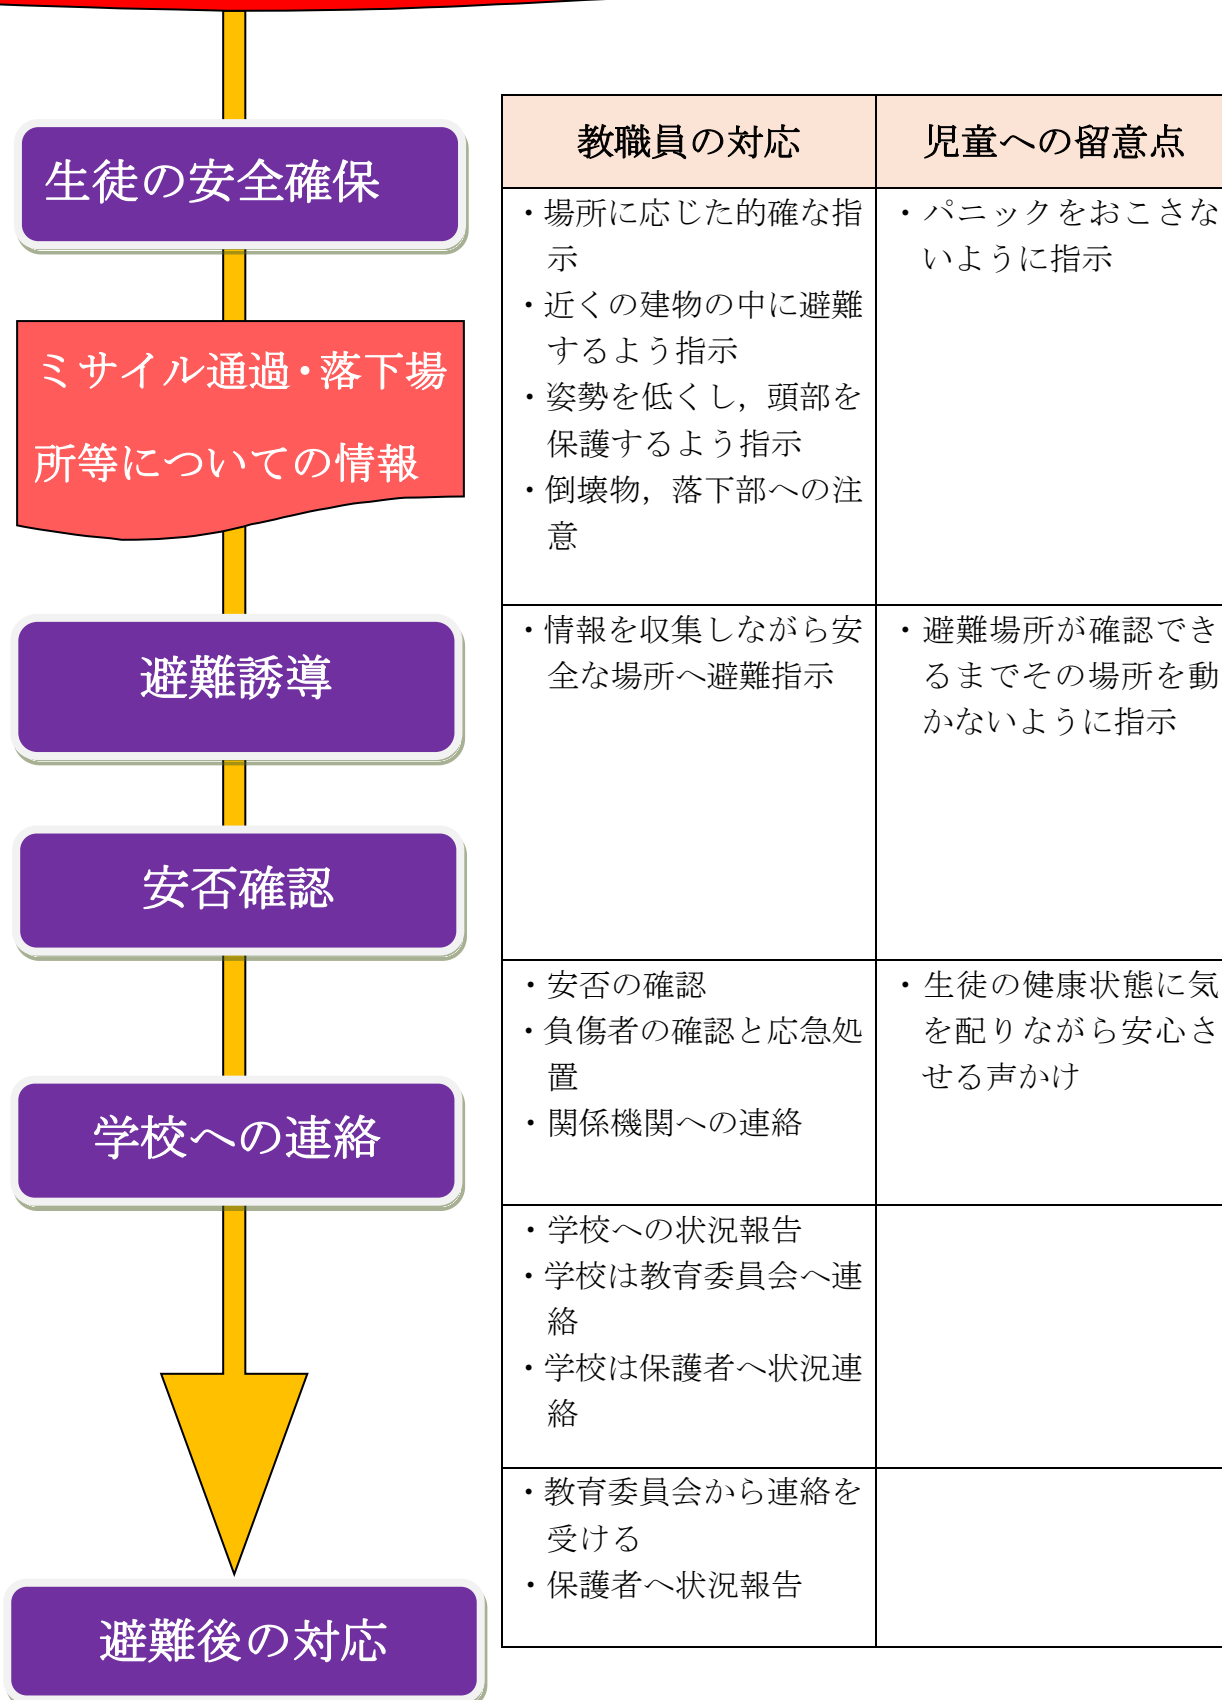 生徒の安全確保
ミサイル通過・落下場
所等についての情報
避難誘導
安否確認
学校への連絡
避難後の対応
教職員の対応
児童への留意点
・場所に応じた的確な指
示
・近くの建物の中に避難
するよう指示
・姿勢を低くし，頭部を
保護するよう指示
・倒壊物，落下部への注
意
・パニックをおこさな
いように指示
・情報を収集しながら安
全な場所へ避難指示
・避難場所が確認でき
るまでその場所を動
かないように指示
・安否の確認
・負傷者の確認と応急処
置
・関係機関への連絡
・生徒の健康状態に気
を配りながら安心さ
せる声かけ
・学校への状況報告
・学校は教育委員会へ連
絡
・学校は保護者へ状況連
絡
・教育委員会から連絡を
受ける
・保護者へ状況報告